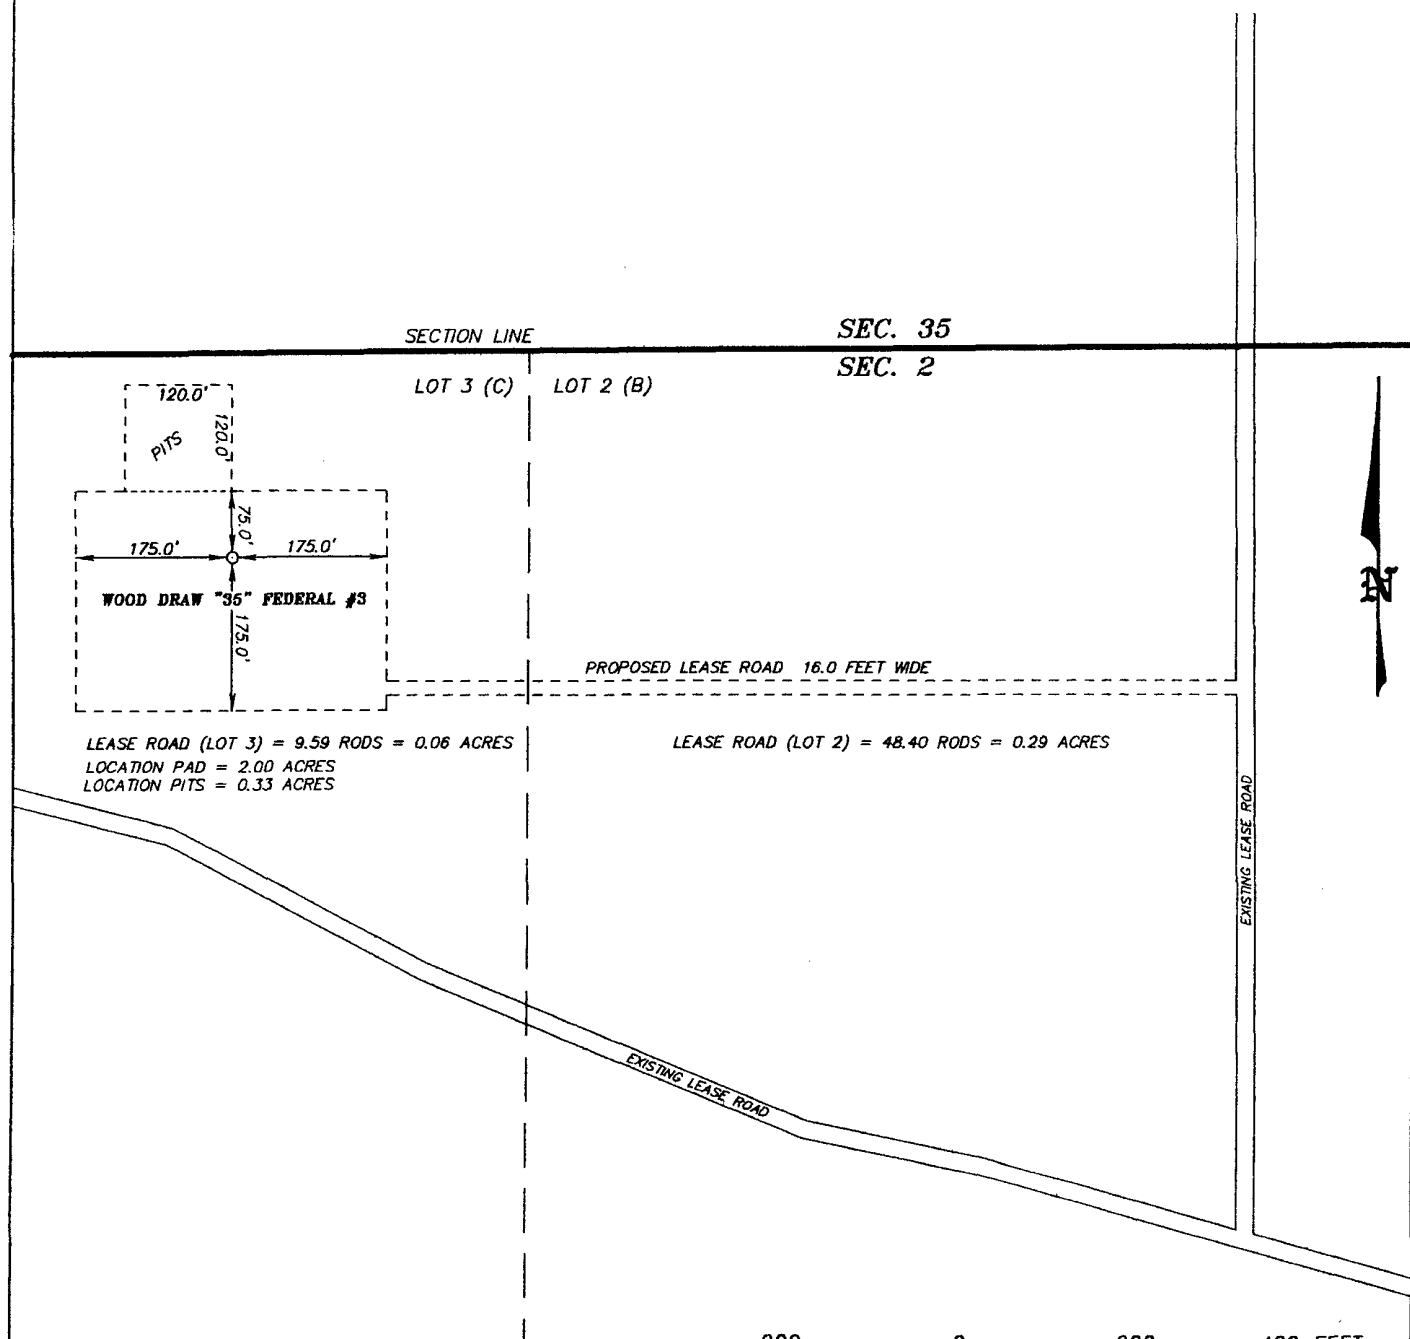 SECTION LINE
SEC. 35
SEC. 2
LOT 3 (C)
LOT 2 (B)
120.0'
120.0'
PITS
75.0'
175.0'
175.0'
WOOD DRAW "35" FEDERAL #3
175.0'
N
PROPOSED LEASE ROAD 16.0 FEET WIDE
LEASE ROAD (LOT 3) = 9.59 RODS = 0.06 ACRES
LOCATION PAD = 2.00 ACRES
LOCATION PITS = 0.33 ACRES
LEASE ROAD (LOT 2) = 48.40 RODS = 0.29 ACRES
EXISTING LEASE ROAD
EXISTING LEASE ROAD